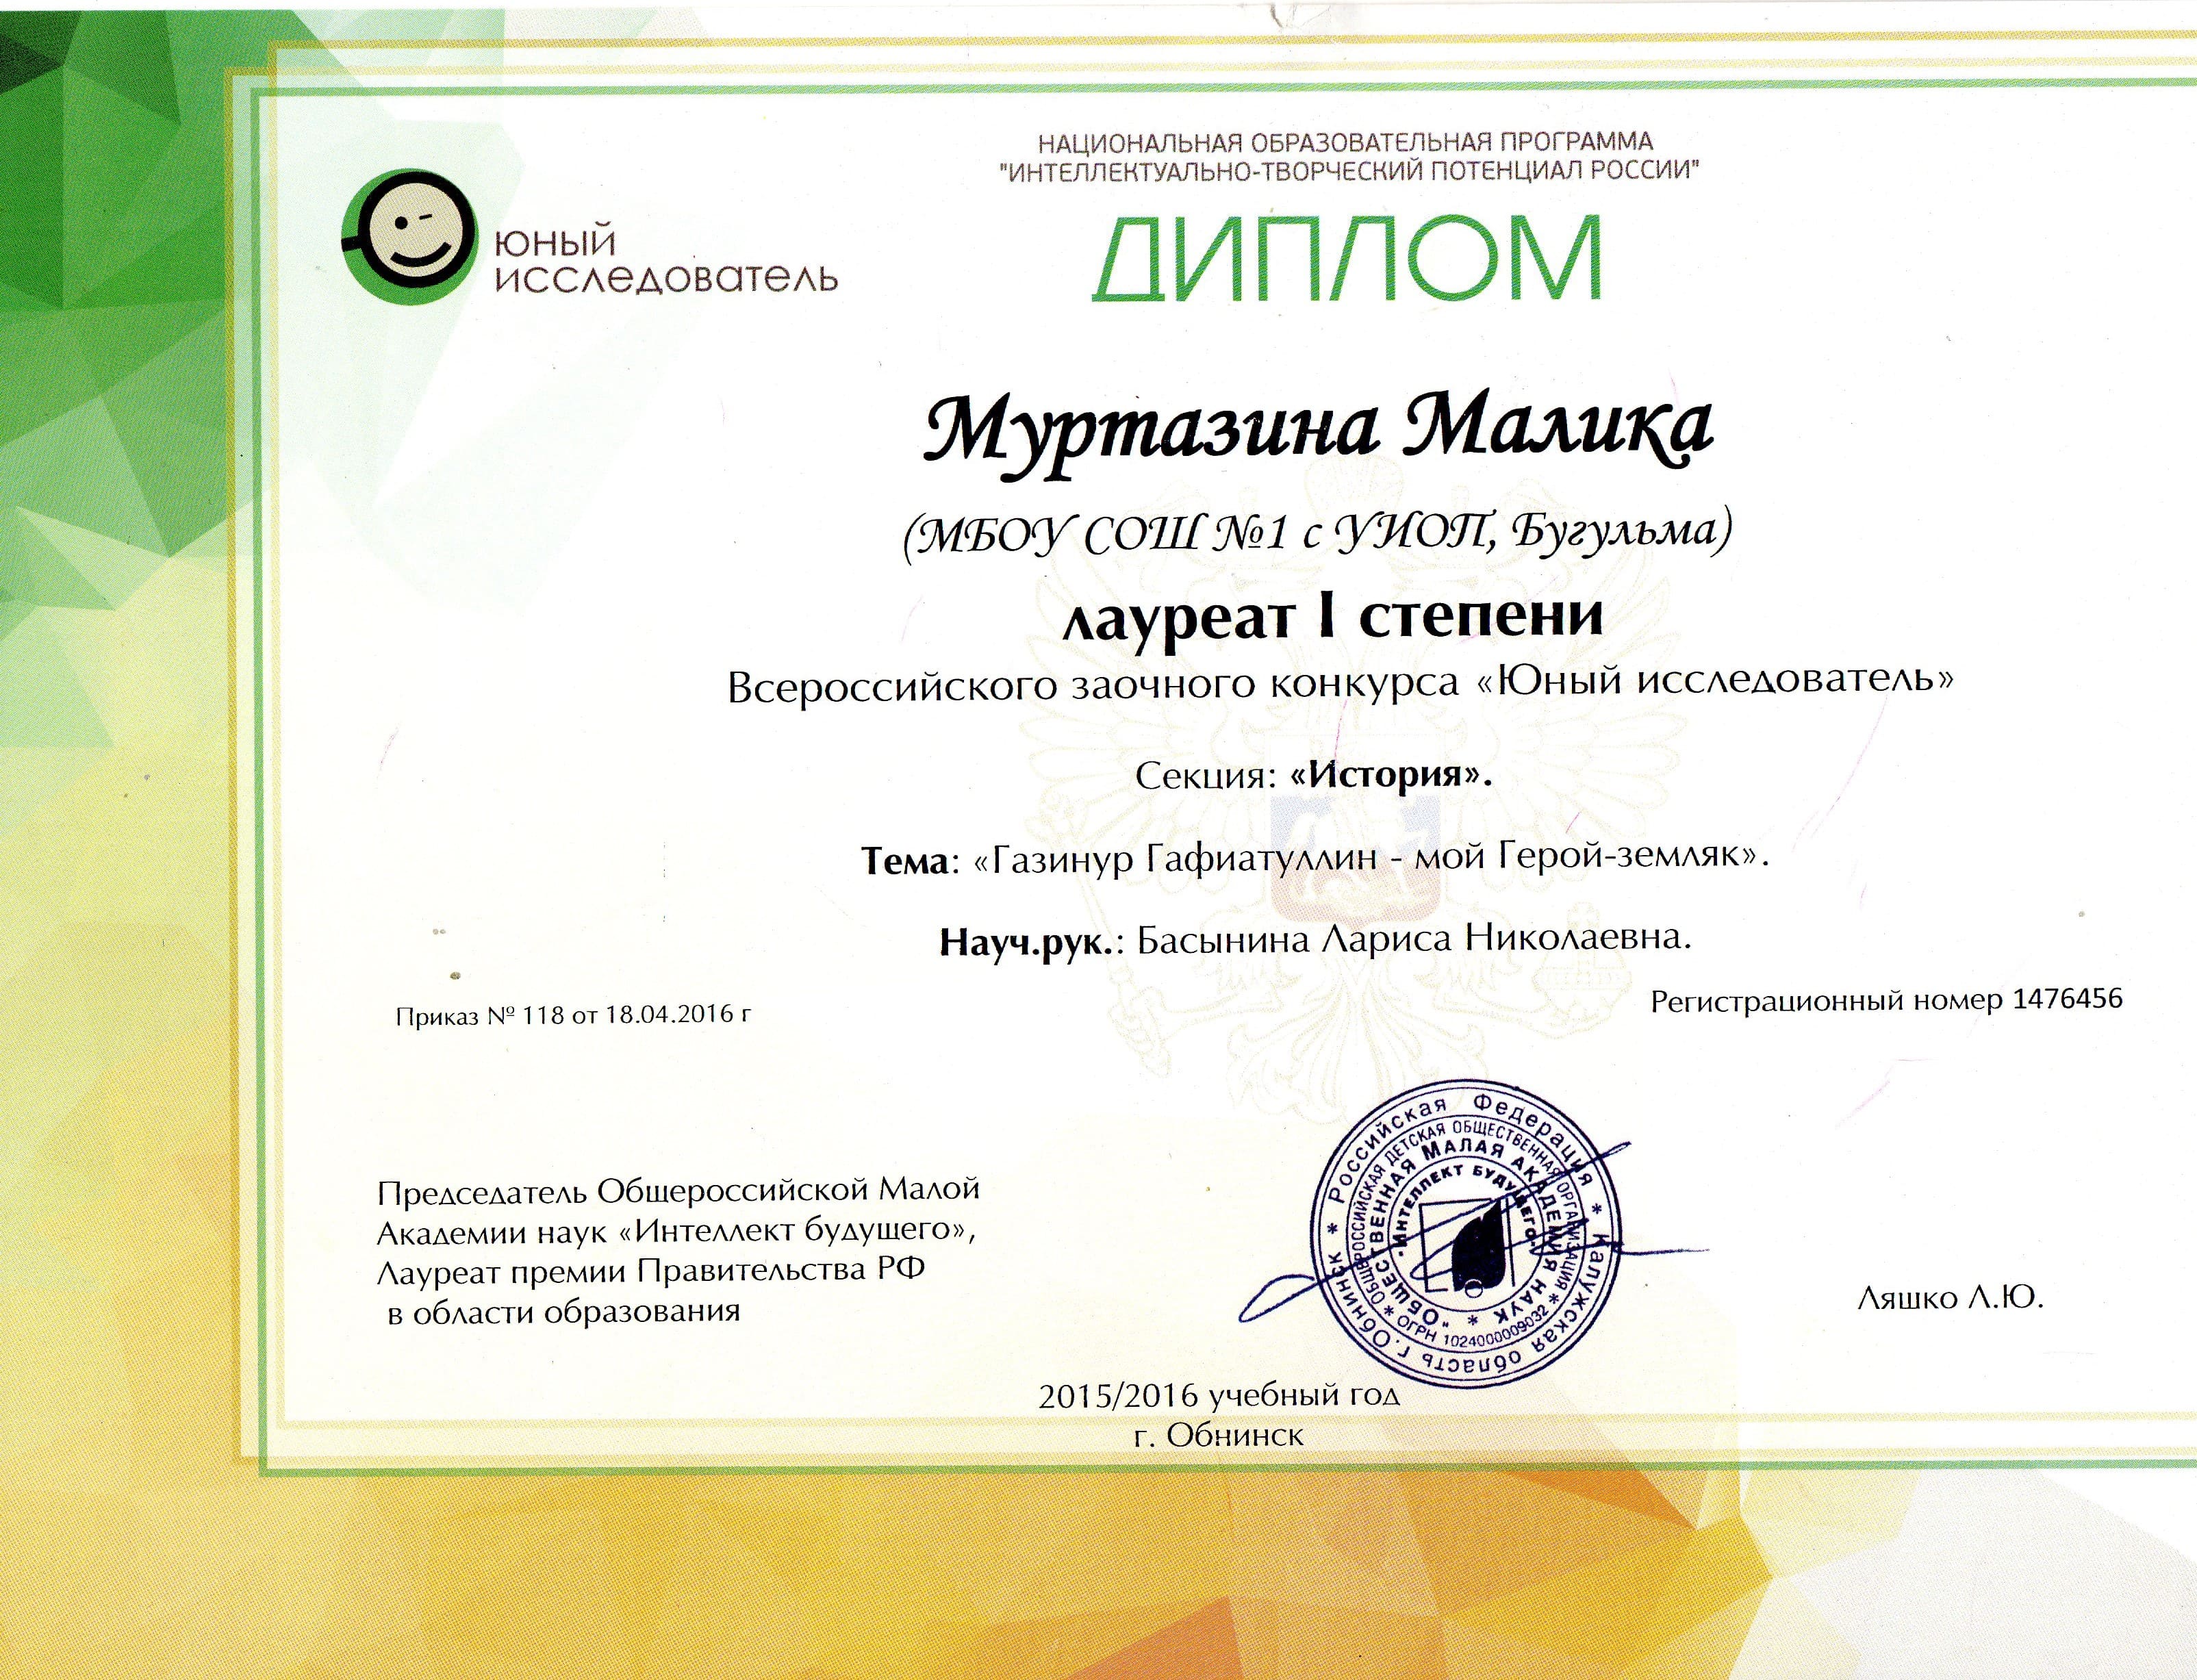 НАЦИОНАЛЬНАЯ ОБРАЗОВАТЕЛЬНАЯ ПРОГРАММА
"ИНТЕЛЛЕКТУАЛЬНО-ТВОРЧЕСКИЙ ПОТЕНЦИАЛ РОССИИ"
ЮНЫЙ
ИССЛЕДОВАТЕЛЬ
ДИПЛОМ
Муртазина Малика
(МБОУ СОШ №1 с УИОП, Бугульма)
лауреат I степени
Всероссийского заочного конкурса «Юный исследователь»
Секция: «История».
Тема: «Газинур Гафиатуллин - мой Герой-земляк».
Науч.рук.: Басынина Лариса Николаевна.
Приказ № 118 от 18.04.2016 г
Регистрационный номер 1476456
Председатель Общероссийской Малой
Академии наук «Интеллект будущего»,
Лауреат премии Правительства РФ
в области образования
Российская Федерация * Калужская область г.Обнинск *
ОБЩЕРОССИЙСКАЯ ДЕТСКАЯ ОБЩЕСТВЕННАЯ ОРГАНИЗАЦИЯ * ОГРН 1024000009032 *
"ОБЩЕСТВЕННАЯ МАЛАЯ АКАДЕМИЯ НАУК *
"ИНТЕЛЛЕКТ БУДУЩЕГО"
Ляшко Л.Ю.
2015/2016 учебный год
г. Обнинск